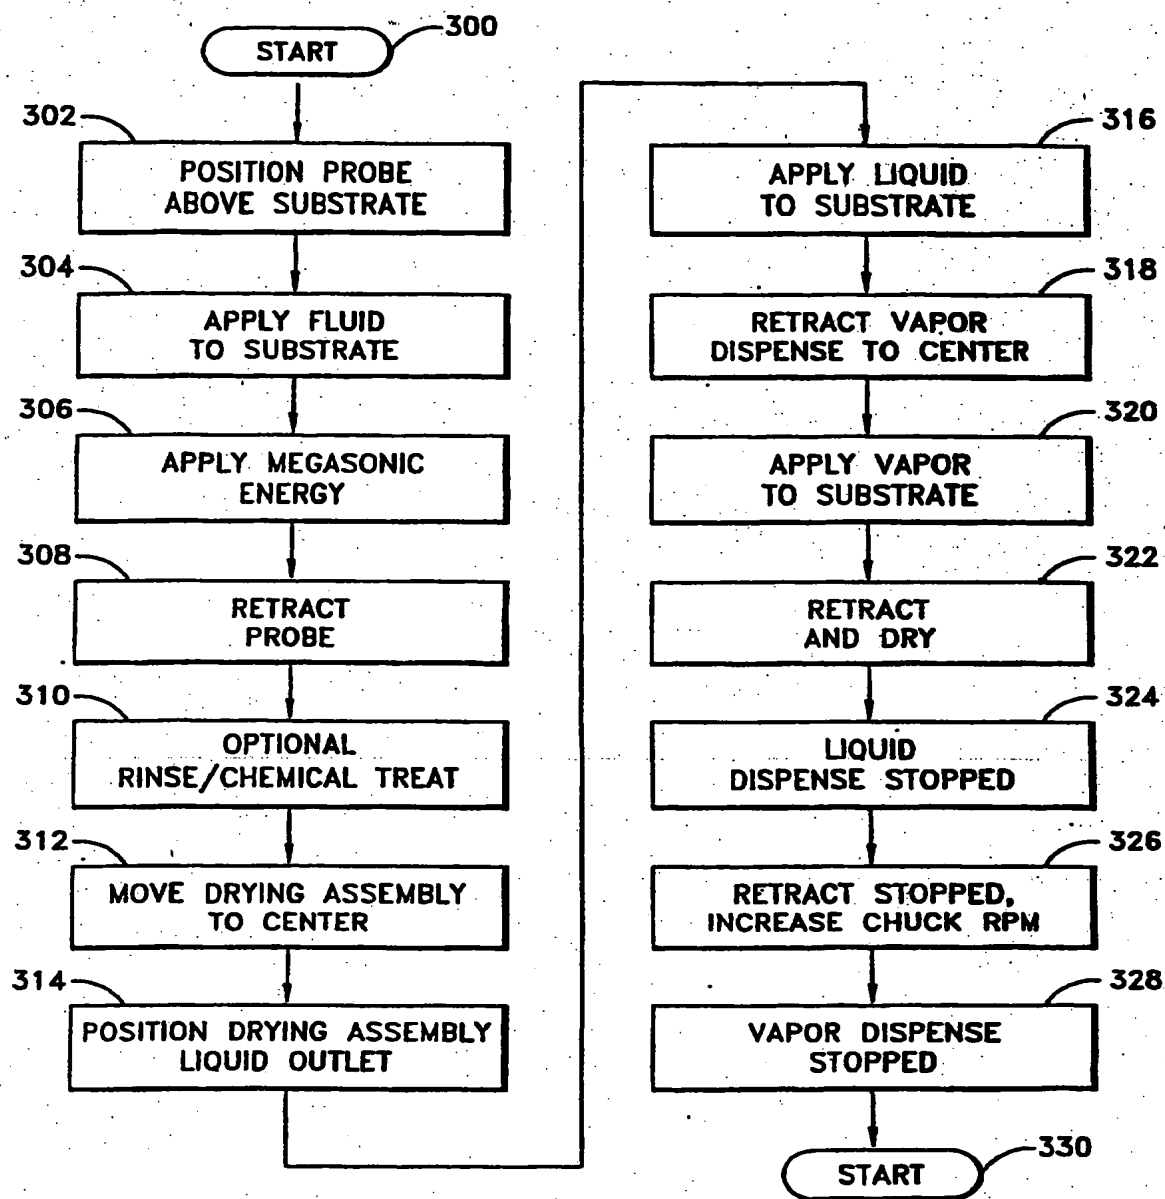 START
300
302
POSITION PROBE
ABOVE SUBSTRATE
304
APPLY FLUID
TO SUBSTRATE
306
APPLY MEGASONIC
ENERGY
308
RETRACT
PROBE
310
OPTIONAL
RINSE/CHEMICAL TREAT
312
MOVE DRYING ASSEMBLY
TO CENTER
314
POSITION DRYING ASSEMBLY
LIQUID OUTLET
316
APPLY LIQUID
TO SUBSTRATE
318
RETRACT VAPOR
DISPENSE TO CENTER
320
APPLY VAPOR
TO SUBSTRATE
322
RETRACT
AND DRY
324
LIQUID
DISPENSE STOPPED
326
RETRACT STOPPED,
INCREASE CHUCK RPM
328
VAPOR DISPENSE
STOPPED
330
START